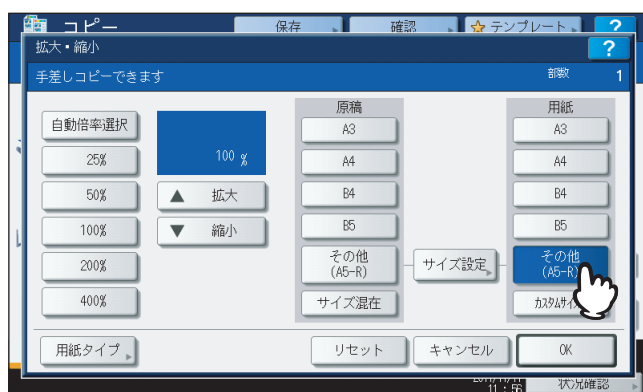 コピー
保存
確認
テンプレート
?
拡大・縮小
?
手差しコピーできます
部数 1
自動倍率選択
25%
50%
100%
200%
400%
100 %
▲ 拡大
▼ 縮小
原稿
A3
A4
B4
B5
その他
(A5-R)
サイズ混在
サイズ設定
用紙
A3
A4
B4
B5
その他
(A5-R)
用紙タイプ
リセット
キャンセル
OK
11:56
状況確認